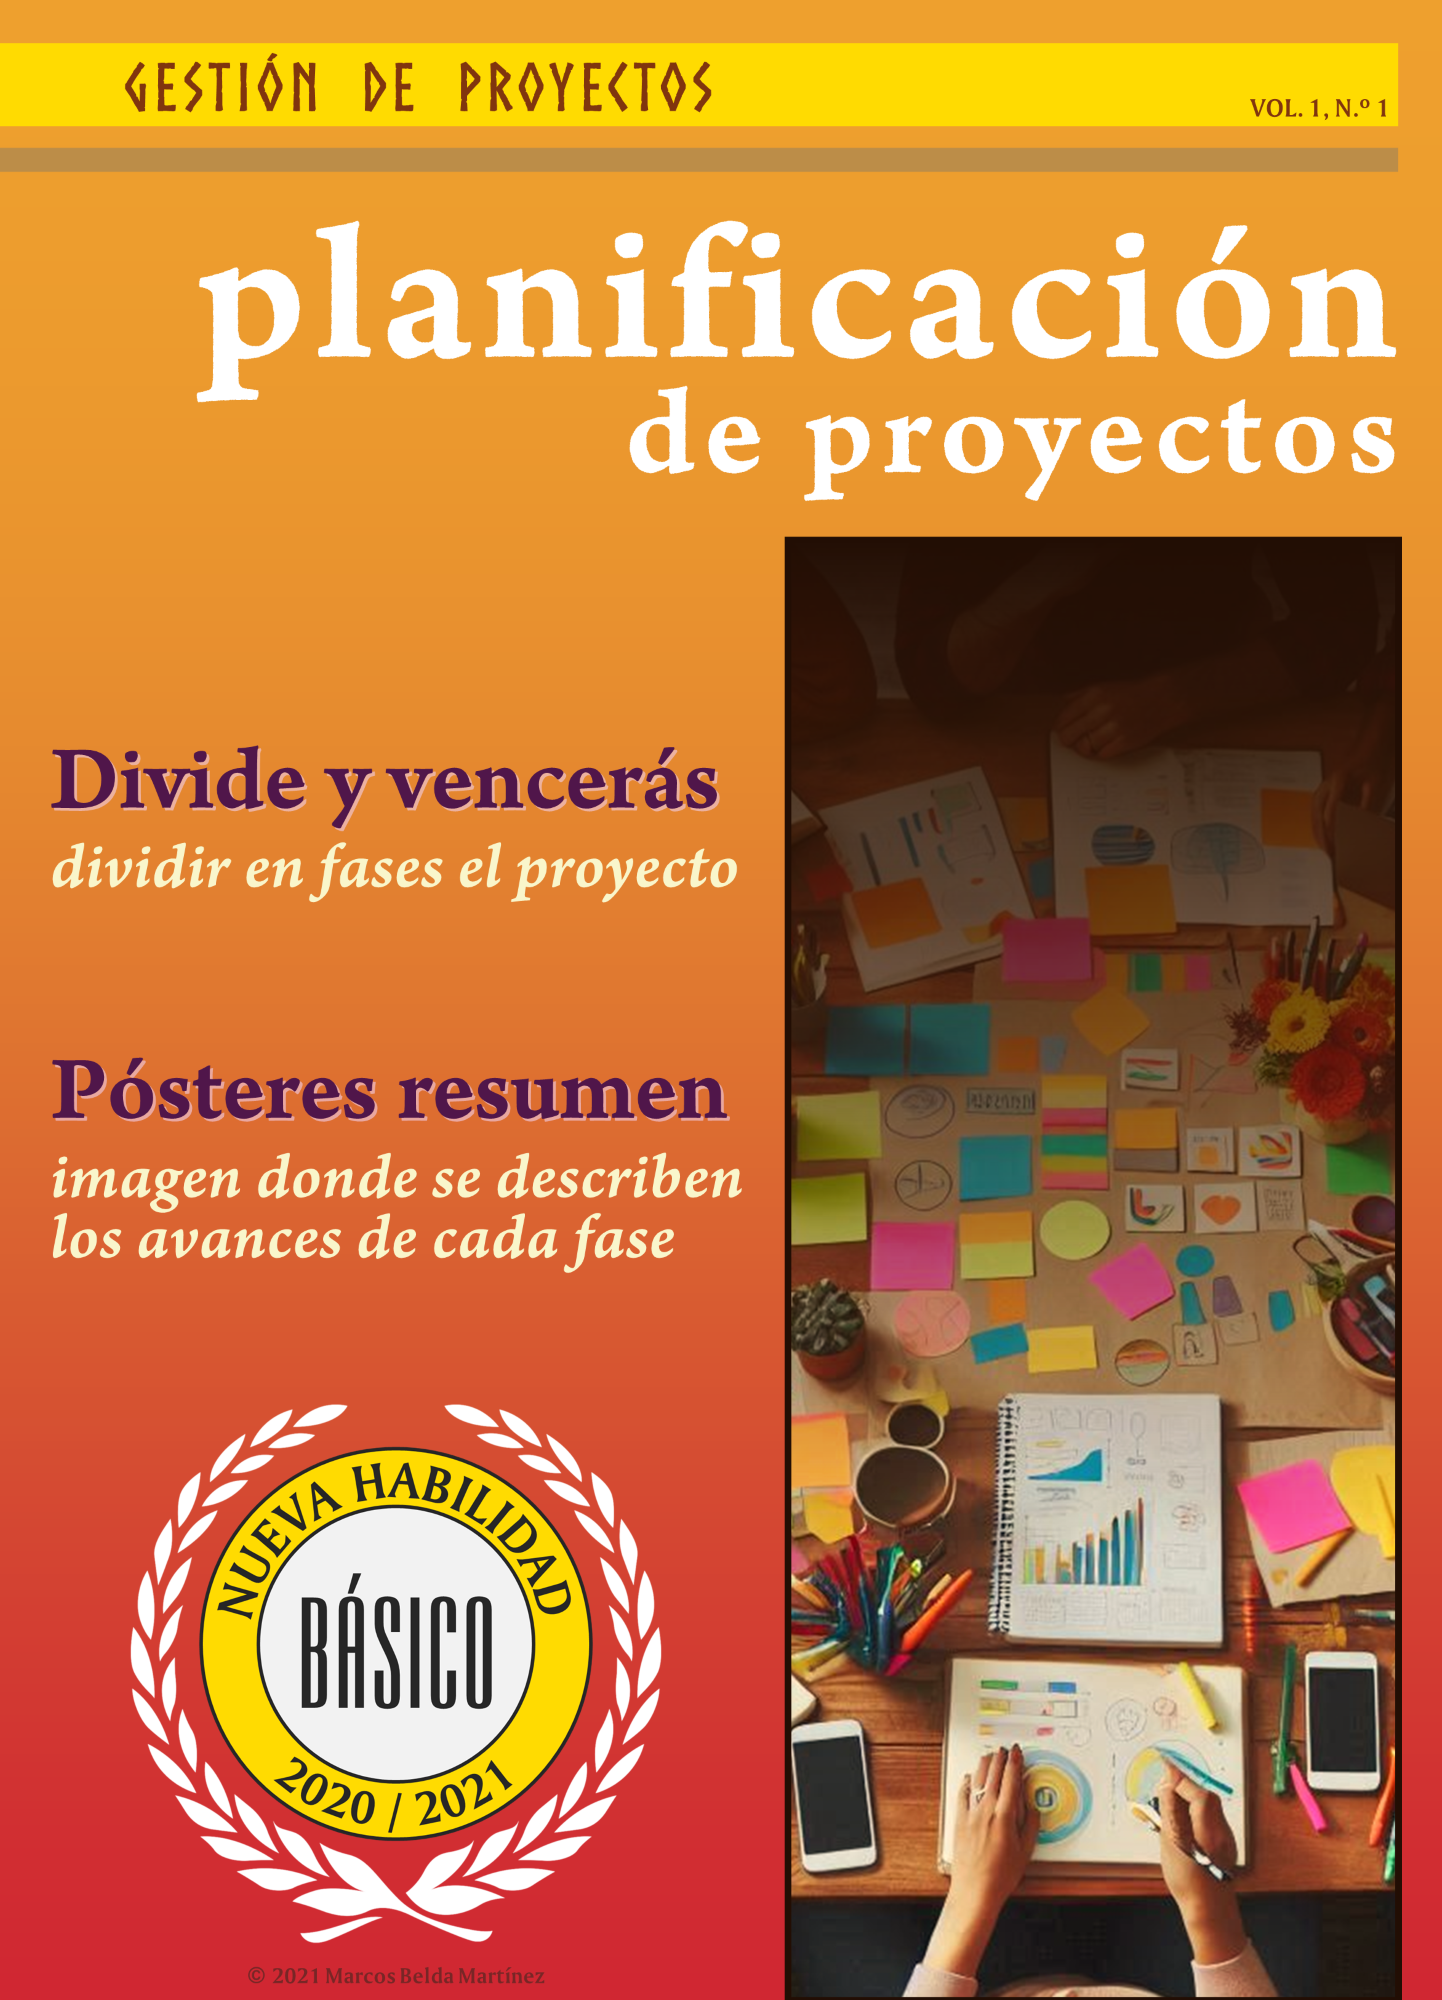 GESTIÓN DE PROYECTOS
VOL. 1, N.º 1
planificación
de proyectos
Divide y vencerás
dividir en fases el proyecto
Pósteres resumen
imagen donde se describen
los avances de cada fase
NUEVA HABILIDAD
BÁSICO
2020 / 2021
© 2021 Marcos Belda Martínez